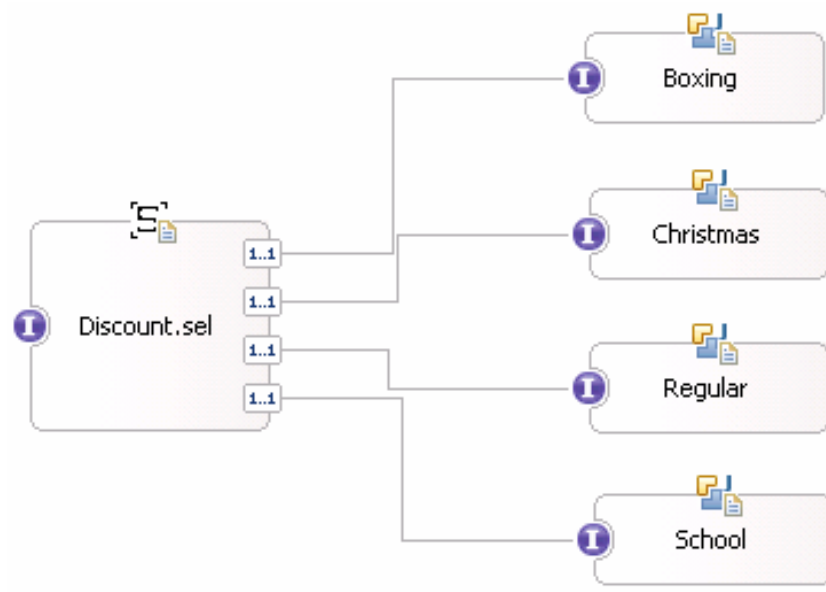 Boxing
1..1
Christmas
1..1
Discount.sel
1..1
Regular
1..1
School